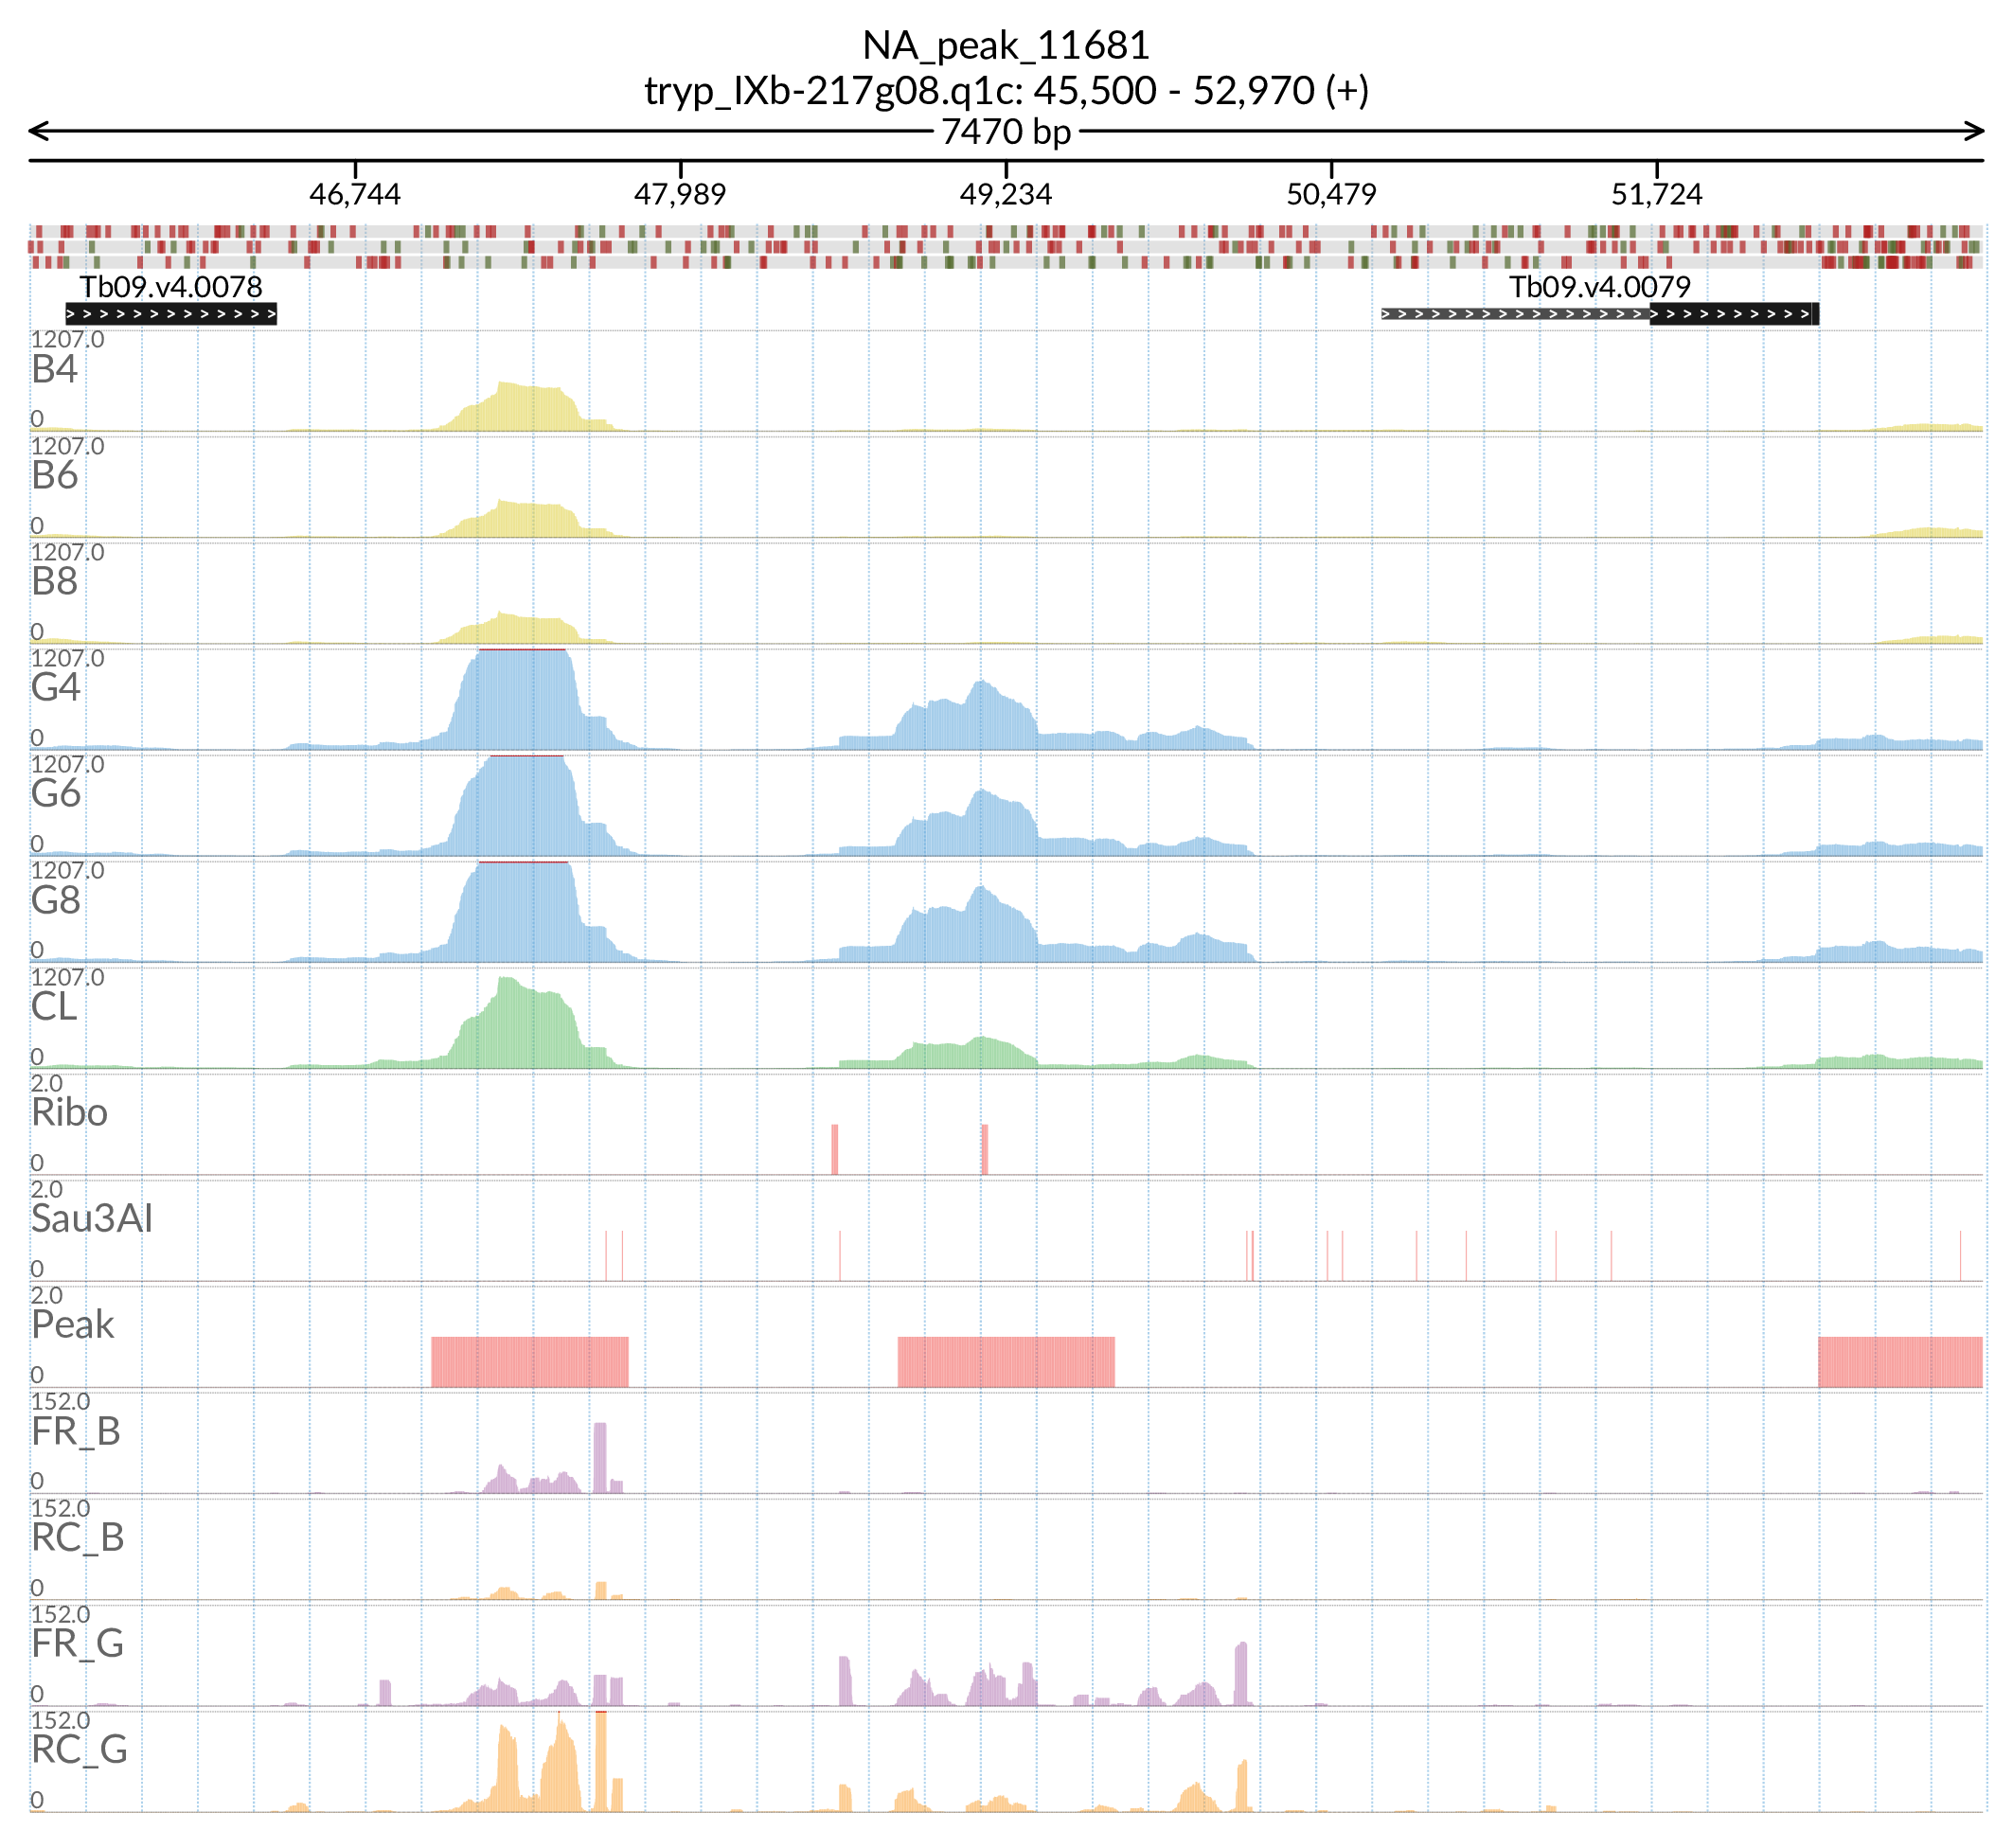 NA_peak_11681
tryp_IXb-217g08.q1c: 45,500 - 52,970 (+)
7470 bp
46,744 47,989 49,234 50,479 51,724
Tb09.v4.0078 Tb09.v4.0079
1207.0
B4
0
1207.0
B6
0
1207.0
B8
0
1207.0
G4
0
1207.0
G6
0
1207.0
G8
0
1207.0
CL
0
2.0
Ribo
0
2.0
Sau3AI
0
2.0
Peak
0
152.0
FR_B
0
152.0
RC_B
0
152.0
FR_G
0
152.0
RC_G
0